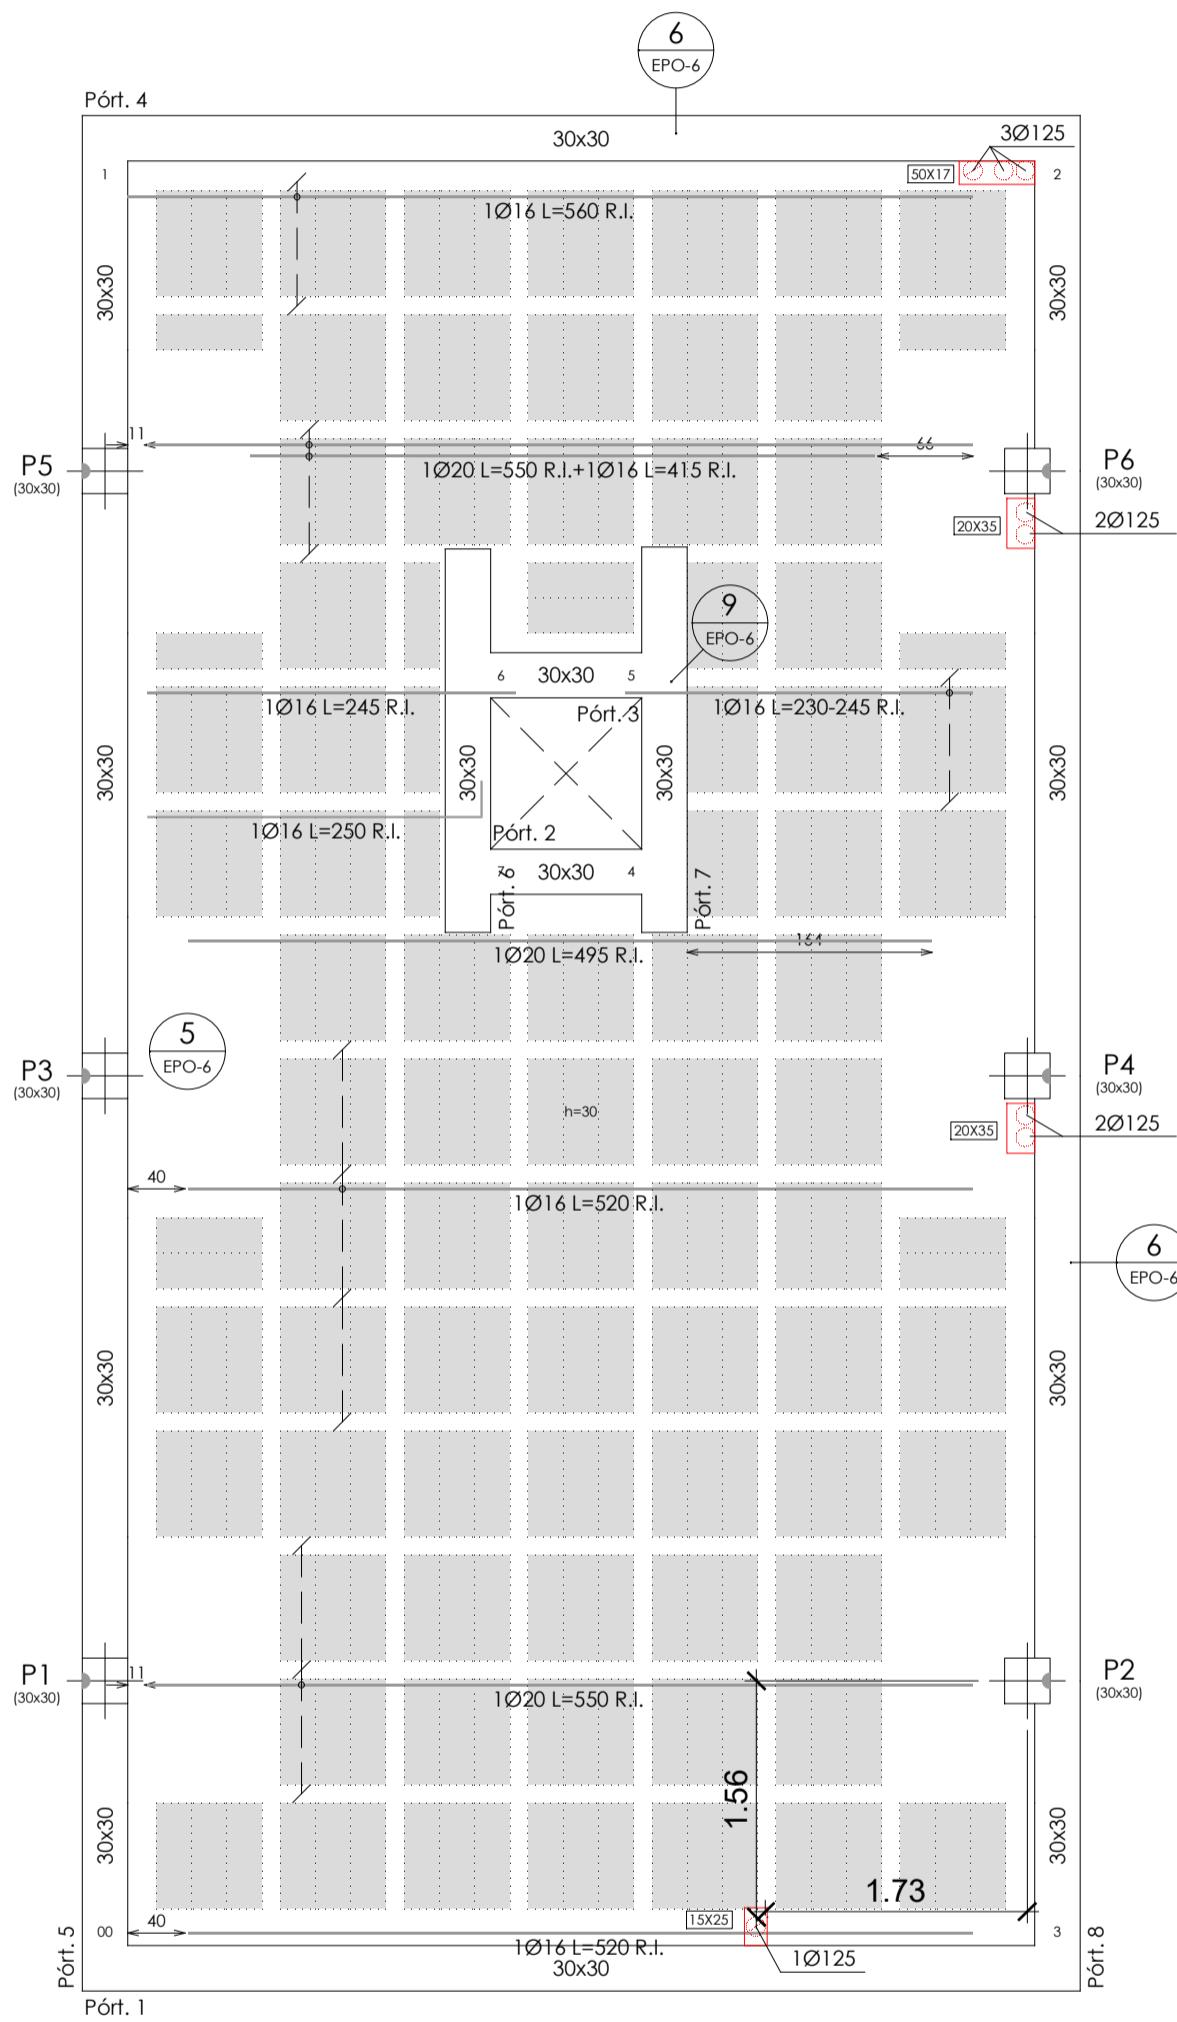 6
EPO-6
Pórt. 4
30x30
3Ø125
1
50X17
2
1Ø16 L=560 R.I.
30x30
30x30
11
66
P5
(30x30)
1Ø20 L=550 R.I.+1Ø16 L=415 R.I.
P6
(30x30)
20X35
2Ø125
9
EPO-6
6
30x30
5
1Ø16 L=245 R.I.
Pórt. 3
1Ø16 L=230-245 R.I.
30x30
30x30
30x30
30x30
1Ø16 L=250 R.I.
Pórt. 2
7
30x30
4
Pórt. 6
Pórt. 7
1Ø20 L=495 R.I.
164
5
EPO-6
P3
(30x30)
P4
(30x30)
h=30
20X35
2Ø125
40
1Ø16 L=520 R.I.
6
EPO-6
30x30
30x30
P1
(30x30)
11
1Ø20 L=550 R.I.
P2
(30x30)
1.56
30x30
30x30
1.73
00
40
15X25
3
1Ø16 L=520 R.I.
1Ø125
30x30
Pórt. 5
Pórt. 8
Pórt. 1